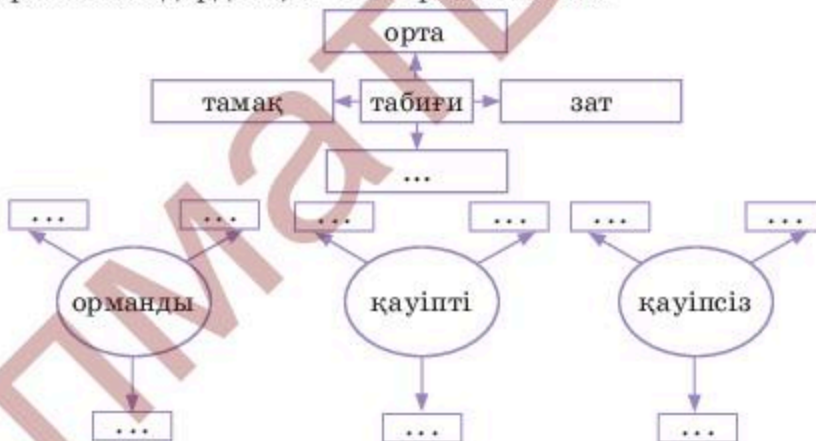 орта
тамақ табиғи зат
...
... ... ... ... ... ...
орманды қауіпті қауіпсіз
... ... ...